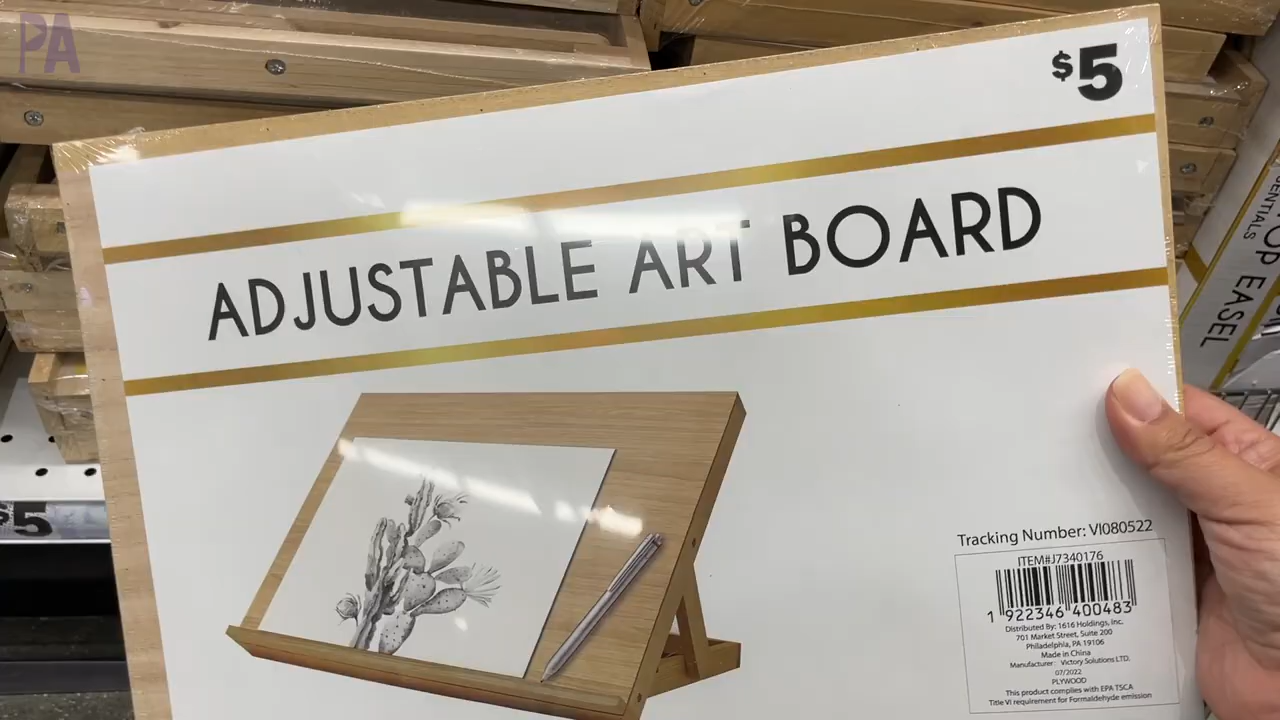 PA
$5
ADJUSTABLE ART BOARD
ENTIALS
OP EASEL
$5
Tracking Number: VI080522
ITEM#J7340176
1 922346 400483
Distributed By: 1616 Holdings, Inc.
701 Market Street, Suite 200
Philadelphia, PA 19106
Made in China
Manufacturer: Victory Solutions LTD.
07/2022
PLYWOOD
This product complies with EPA TSCA
Title VI requirement for Formaldehyde emission